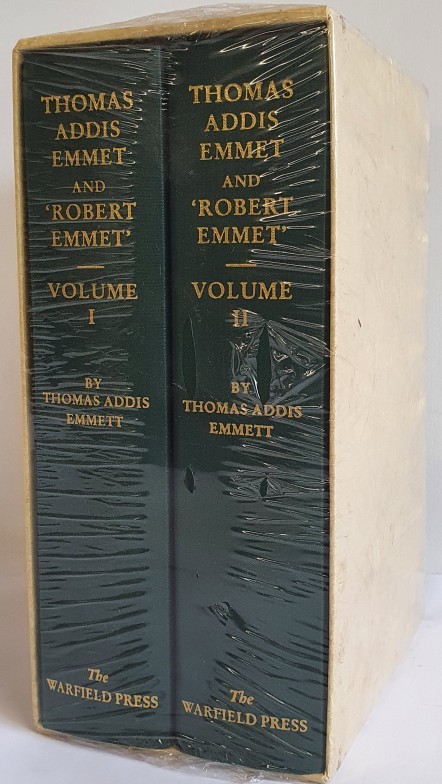 THOMAS
ADDIS
EMMET
AND
'ROBERT
EMMET'
VOLUME
I
BY
THOMAS ADDIS
EMMETT
The
WARFIELD PRESS
THOMAS
ADDIS
EMMET
AND
'ROBERT
EMMET'
VOLUME
II
BY
THOMAS ADDIS
EMMETT
The
WARFIELD PRESS